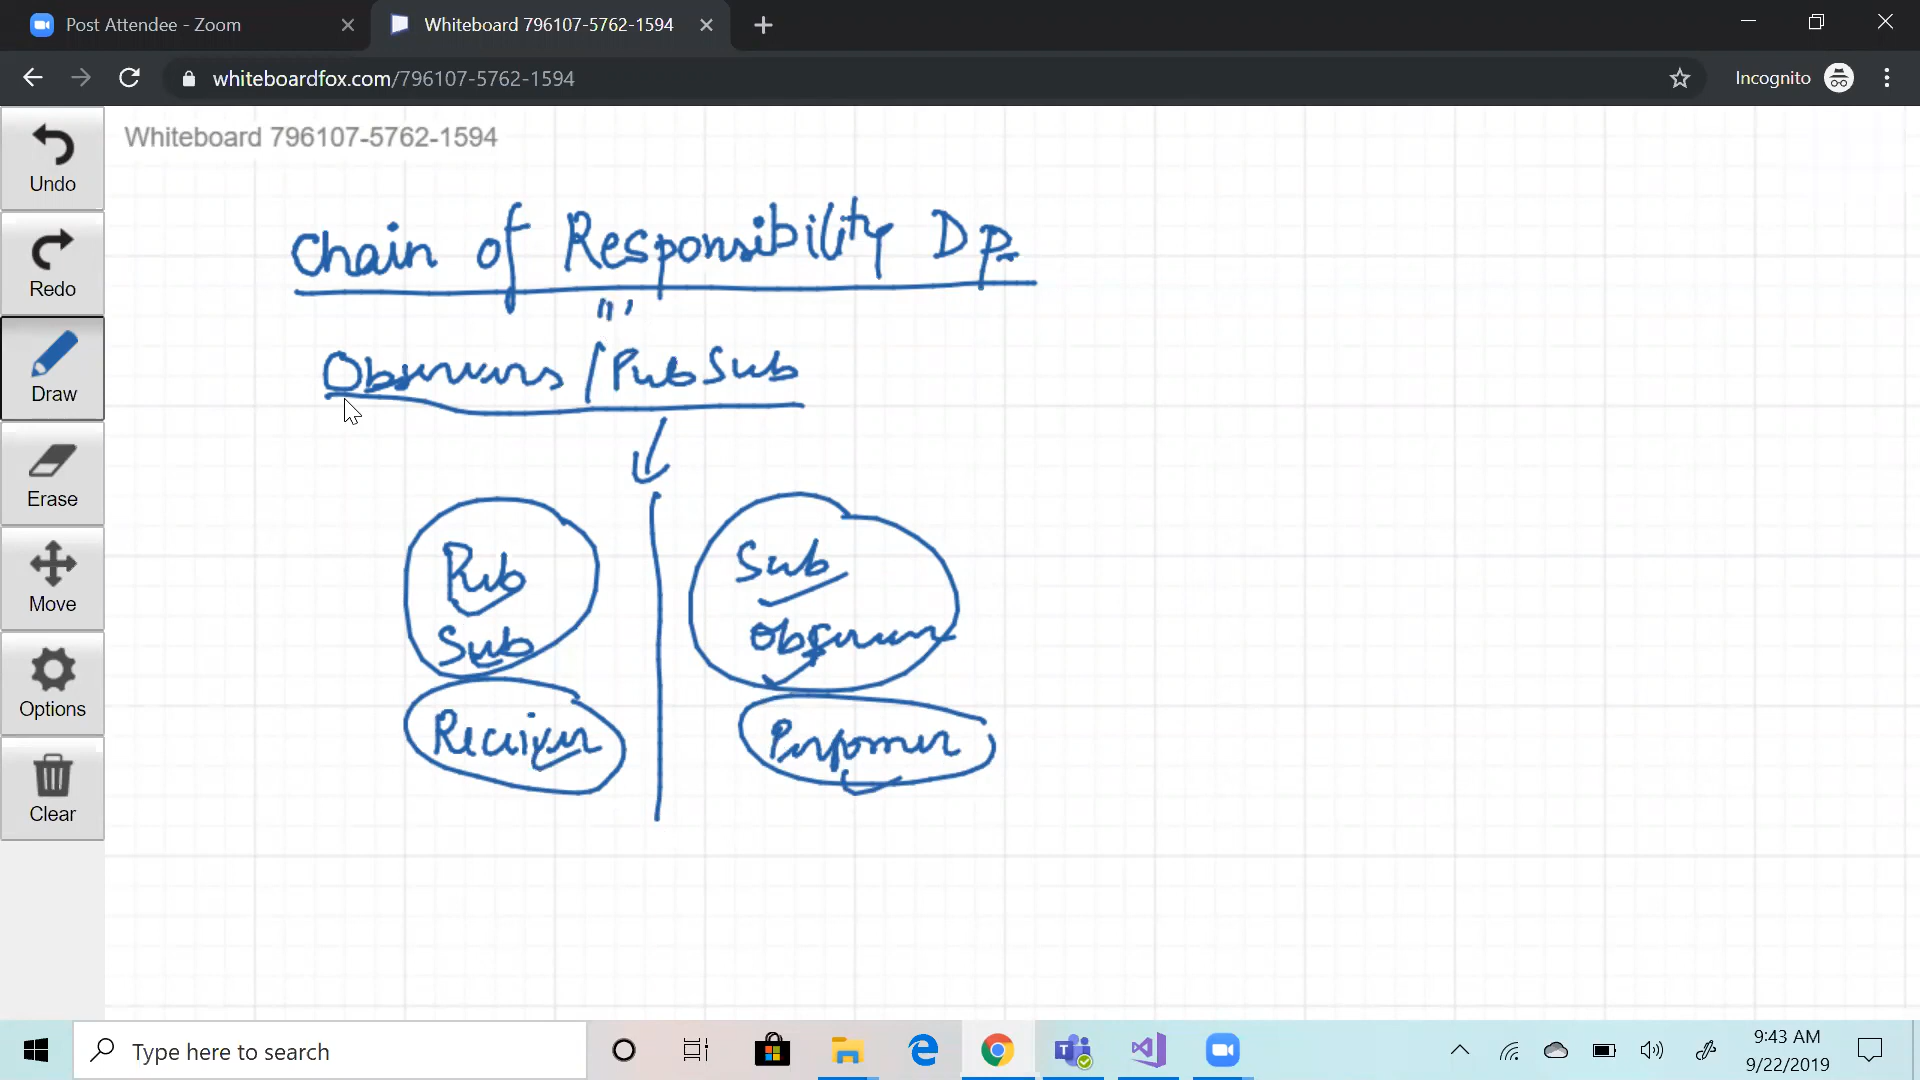 Post Attendee - Zoom
Whiteboard 796107-5762-1594
whiteboardfox.com/796107-5762-1594
Incognito
Whiteboard 796107-5762-1594
Undo
Redo
Draw
Erase
Move
Options
Clear
Chain of Responsibility Dp
Observers / PubSub
Pub
Sub
Receiver
Sub
Observer
Performer
Type here to search
9:43 AM
9/22/2019